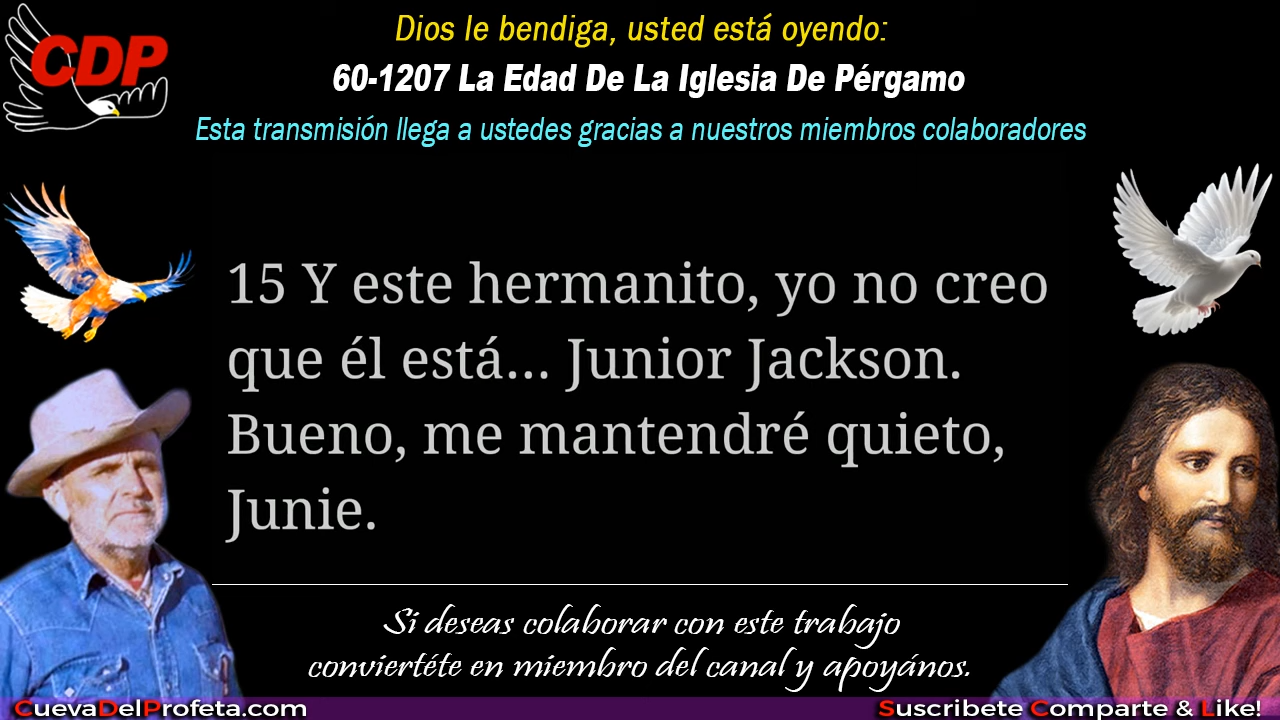 CDP
Dios le bendiga, usted está oyendo:
60-1207 La Edad De La Iglesia De Pérgamo
Esta transmisión llega a ustedes gracias a nuestros miembros colaboradores
15 Y este hermanito, yo no creo
que él está... Junior Jackson.
Bueno, me mantendré quieto,
Junie.
Si deseas colaborar con este trabajo
conviertéte en miembro del canal y apoyános.
CuevaDelProfeta.com
Suscribete Comparte & Like!